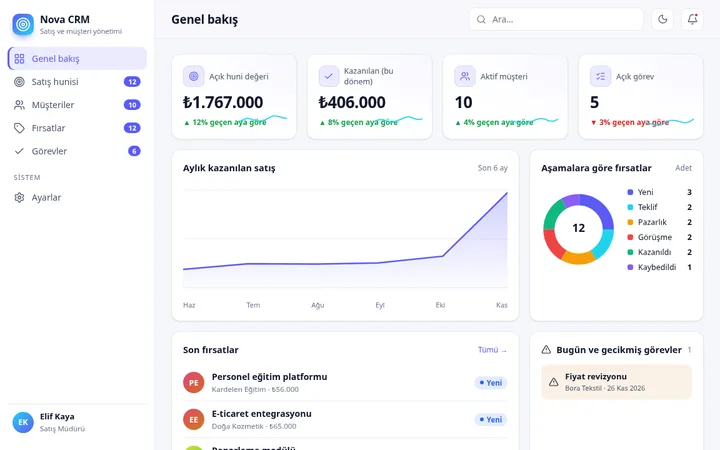 Nova CRM
Satış ve müşteri yönetimi
Genel bakış
Satış hunisi 12
Müşteriler 10
Fırsatlar 12
Görevler 6
SİSTEM
Ayarlar
EK
Elif Kaya
Satış Müdürü
Genel bakış
Ara…
Açık huni değeri
₺1.767.000
▲ 12% geçen aya göre
Kazanılan (bu
dönem)
₺406.000
▲ 8% geçen aya göre
Aktif müşteri
10
▲ 4% geçen aya göre
Açık görev
5
▼ 3% geçen aya göre
Aylık kazanılan satış Son 6 ay
Haz Tem Ağu Eyl Eki Kas
Aşamalara göre fırsatlar Adet
12
Yeni 3
Teklif 2
Pazarlık 2
Görüşme 2
Kazanıldı 2
Kaybedildi 1
Son fırsatlar Tümü →
PE
Personel eğitim platformu
Kardelen Eğitim · ₺56.000
Yeni
EE
E-ticaret entegrasyonu
Doğa Kozmetik · ₺65.000
Yeni
Bugün ve gecikmiş görevler 1
Fiyat revizyonu
Bora Tekstil · 26 Kas 2026